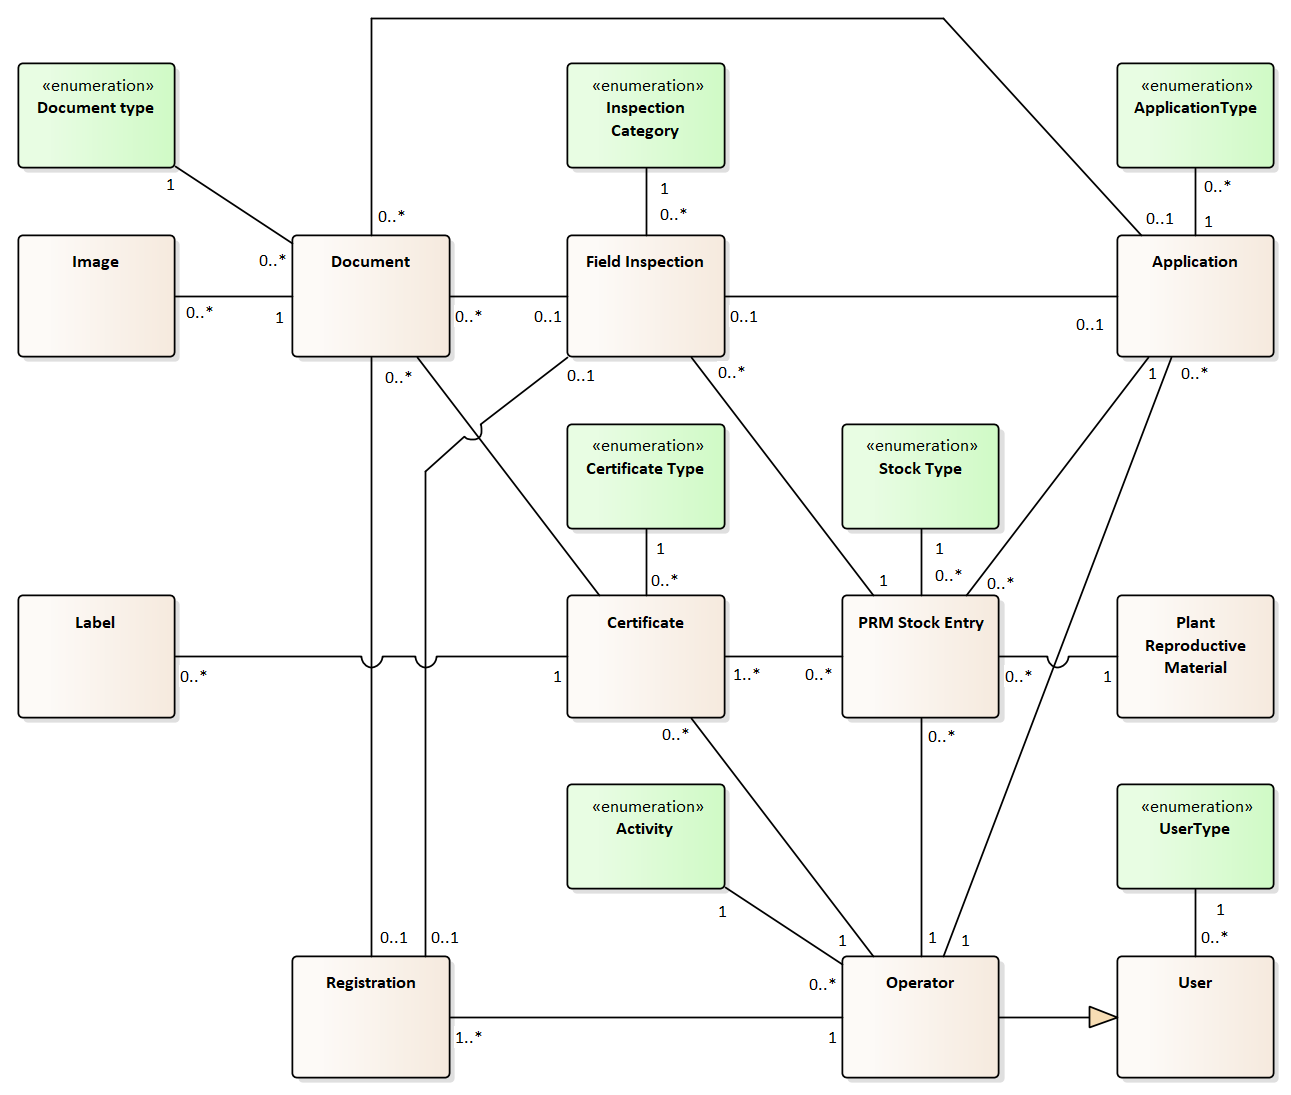 «enumeration»
Document type
«enumeration»
Inspection
Category
«enumeration»
ApplicationType
1
1
0..*
0..*
0..*
0..1
1
0..*
Image
Document
Field Inspection
Application
0..*
1
0..*
0..1
0..1
0..1
0..*
0..1
0..*
1
0..*
«enumeration»
Certificate Type
«enumeration»
Stock Type
1
0..*
1
1
0..*
0..*
Label
Certificate
PRM Stock Entry
Plant
Reproductive
Material
0..*
1
1..*
0..*
0..*
1
0..*
0..*
«enumeration»
Activity
«enumeration»
UserType
1
1
0..1
0..1
1
1
1
0..*
0..*
Registration
Operator
User
1..*
1